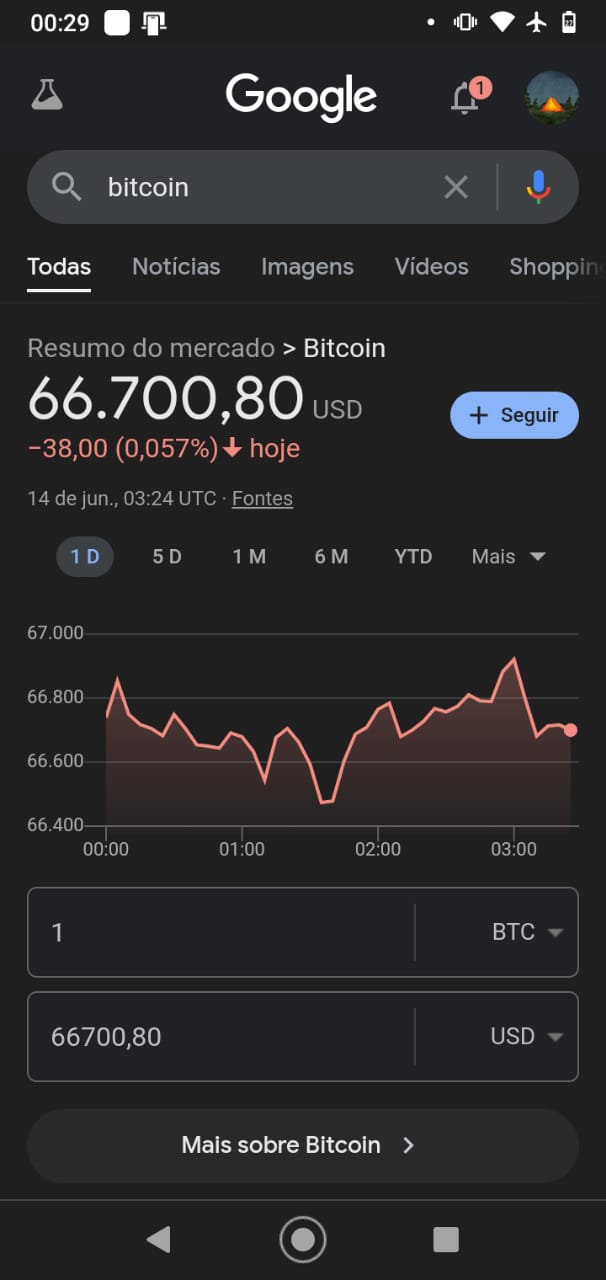 00:29
27
Google
1
bitcoin
Todas Notícias Imagens Vídeos Shopping
Resumo do mercado > Bitcoin
66.700,80 USD
+ Seguir
−38,00 (0,057%) hoje
14 de jun., 03:24 UTC · Fontes
1 D 5 D 1 M 6 M YTD Mais
67.000
66.800
66.600
66.400
00:00 01:00 02:00 03:00
1 BTC
66700,80 USD
Mais sobre Bitcoin